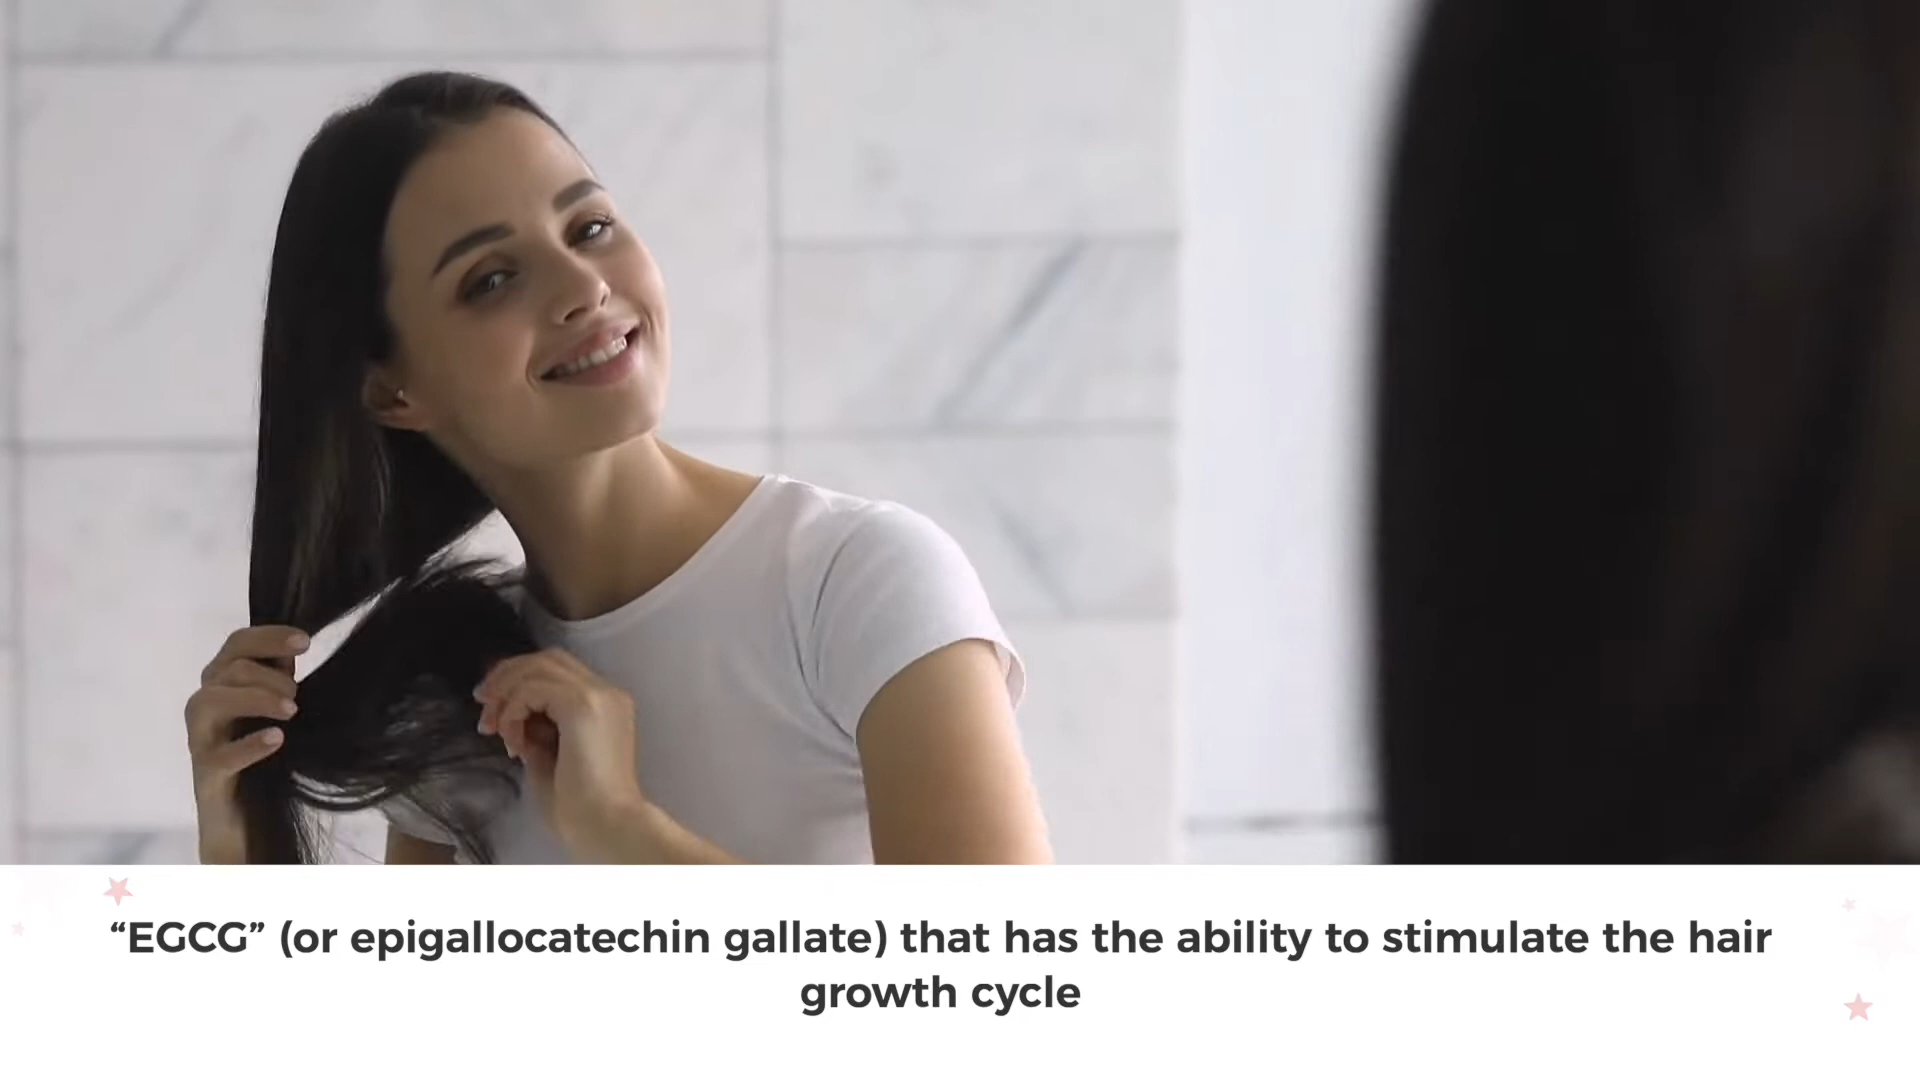 “EGCG” (or epigallocatechin gallate) that has the ability to stimulate the hair
growth cycle